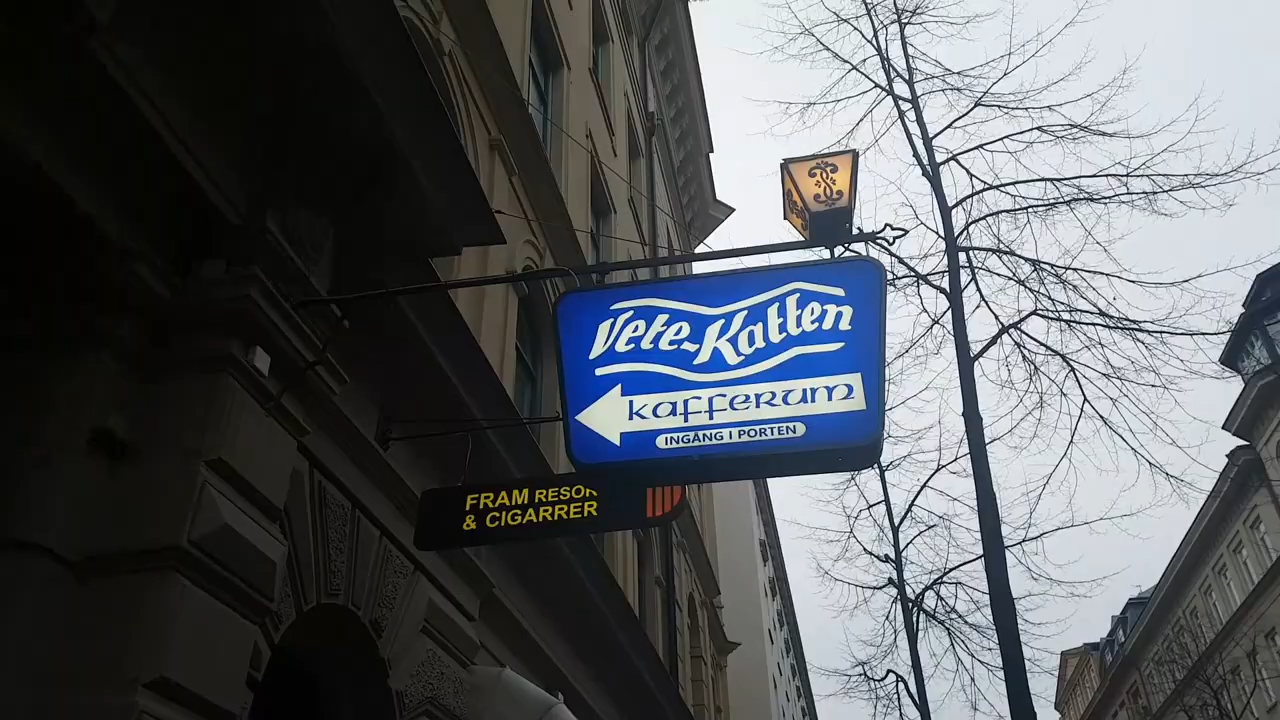 Vete-Katten
kafferum
INGÅNG I PORTEN
FRAM RESOR
& CIGARRER